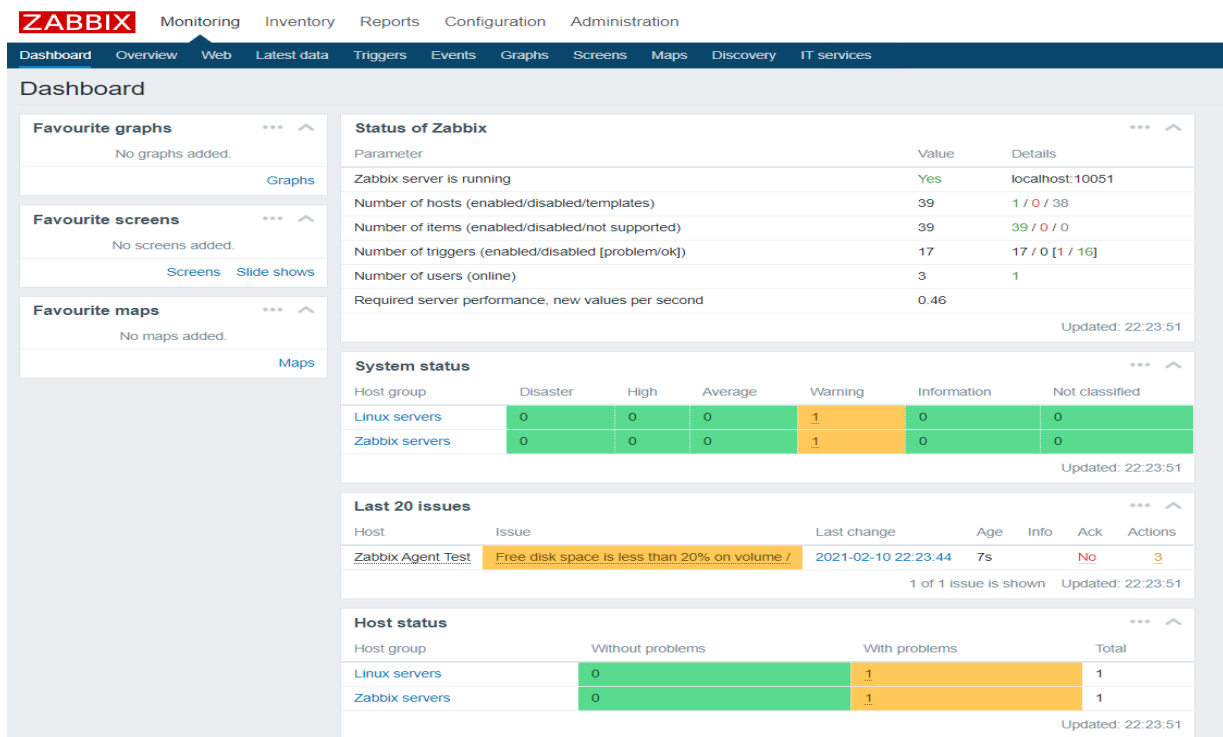 ZABBIX Monitoring Inventory Reports Configuration Administration
Dashboard Overview Web Latest data Triggers Events Graphs Screens Maps Discovery IT services
Dashboard
Favourite graphs
No graphs added.
Graphs
Favourite screens
No screens added.
Screens Slide shows
Favourite maps
No maps added.
Maps
Status of Zabbix
Parameter Value Details
Zabbix server is running Yes localhost:10051
Number of hosts (enabled/disabled/templates) 39 1 / 0 / 38
Number of items (enabled/disabled/not supported) 39 39 / 0 / 0
Number of triggers (enabled/disabled [problem/ok]) 17 17 / 0 [1 / 16]
Number of users (online) 3 1
Required server performance, new values per second 0.46
Updated: 22:23:51
System status
Host group Disaster High Average Warning Information Not classified
Linux servers 0 0 0 1 0 0
Zabbix servers 0 0 0 1 0 0
Updated: 22:23:51
Last 20 issues
Host Issue Last change Age Info Ack Actions
Zabbix Agent Test Free disk space is less than 20% on volume / 2021-02-10 22:23:44 7s No 3
1 of 1 issue is shown Updated: 22:23:51
Host status
Host group Without problems With problems Total
Linux servers 0 1 1
Zabbix servers 0 1 1
Updated: 22:23:51